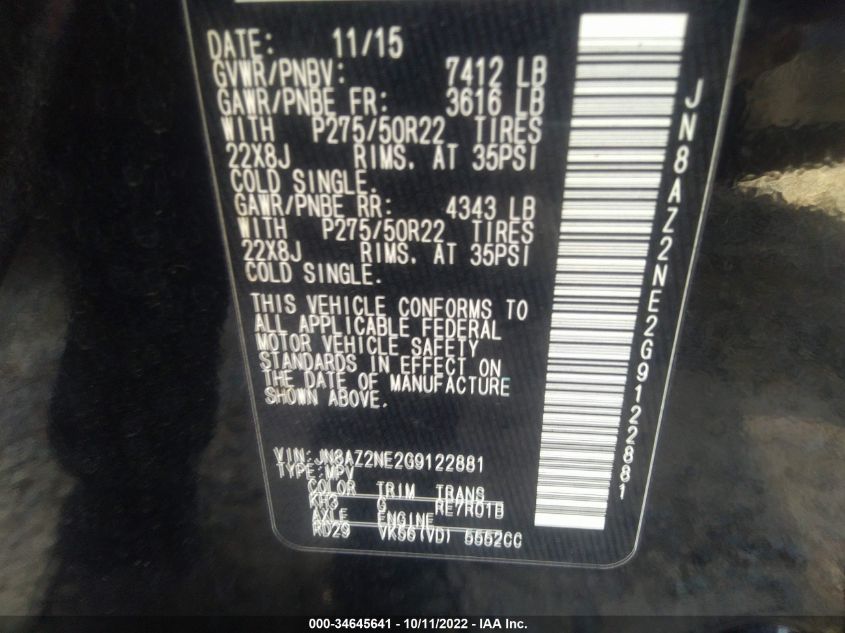 DATE: 11/15
GVWR/PNBV: 7412 LB
GAWR/PNBE FR: 3616 LB
WITH P275/50R22 TIRES
22X8J RIMS. AT 35PSI
COLD SINGLE.
GAWR/PNBE RR: 4343 LB
WITH P275/50R22 TIRES
22X8J RIMS. AT 35PSI
COLD SINGLE.
THIS VEHICLE CONFORMS TO
ALL APPLICABLE FEDERAL
MOTOR VEHICLE SAFETY
STANDARDS IN EFFECT ON
THE DATE OF MANUFACTURE
SHOWN ABOVE.
VIN: JN8AZ2NE2G9122881
TYPE: MPV
COLOR TRIM TRANS
KH3 G RE7R01B
AXLE ENGINE
RD29 VK56(VD) 5552CC
JN8AZ2NE2G9122881
000-34645641 - 10/11/2022 - IAA Inc.